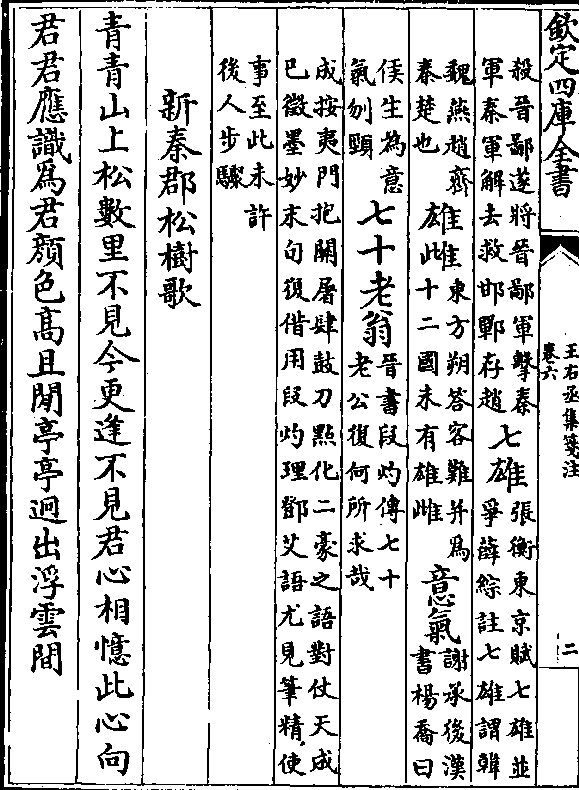 欽定四庫全書
王右丞集箋注
卷六
二
殺晉鄙遂將晉鄙軍擊秦
軍秦軍解去救邯鄲存趙
七雄
張衡東京賦七雄並
爭薛綜註七雄謂韓
魏燕趙齊
秦楚也
雄雌
東方朔答客難并為
十二國未有雄雌
意氣
謝承後漢
書楊喬曰
侯生為意
氣刎頸
七十老翁
晉書段灼傳七十
老公復何所求哉
成按夷門抱關屠肆鼓刀點化二豪之語對仗天成
已徵墨妙末句復借用段灼理鄧艾語尤見筆精使
事至此未許
後人步驟
新秦郡松樹歌
青青山上松數里不見今更逢不見君心相憶此心向
君君應識為君顏色高且閒亭亭迥出浮雲間